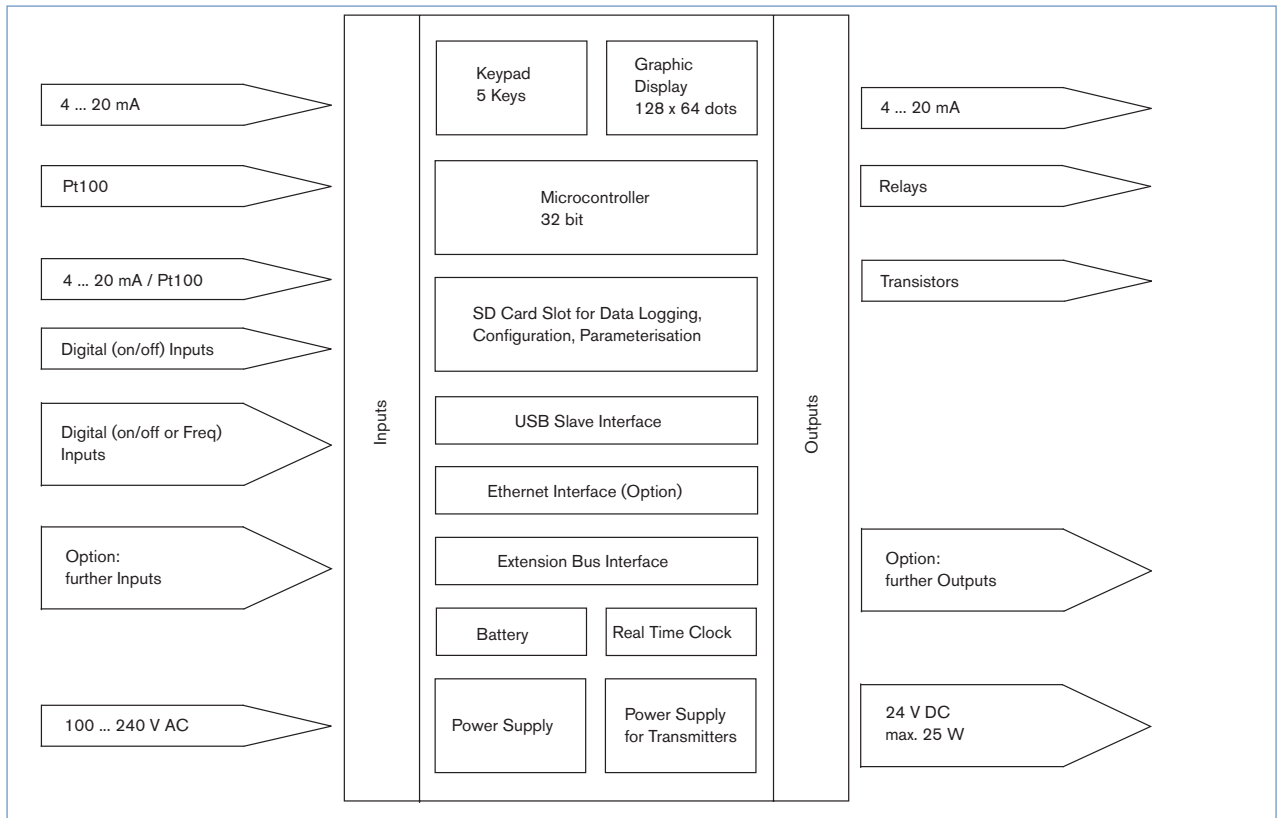 4 ... 20 mA
Pt100
4 ... 20 mA / Pt100
Digital (on/off) Inputs
Digital (on/off or Freq)
Inputs
Option:
further Inputs
100 ... 240 V AC
Inputs
Keypad
5 Keys
Graphic
Display
128 x 64 dots
Microcontroller
32 bit
SD Card Slot for Data Logging,
Configuration, Parameterisation
USB Slave Interface
Ethernet Interface (Option)
Extension Bus Interface
Battery
Real Time Clock
Power Supply
Power Supply
for Transmitters
Outputs
4 ... 20 mA
Relays
Transistors
Option:
further Outputs
24 V DC
max. 25 W